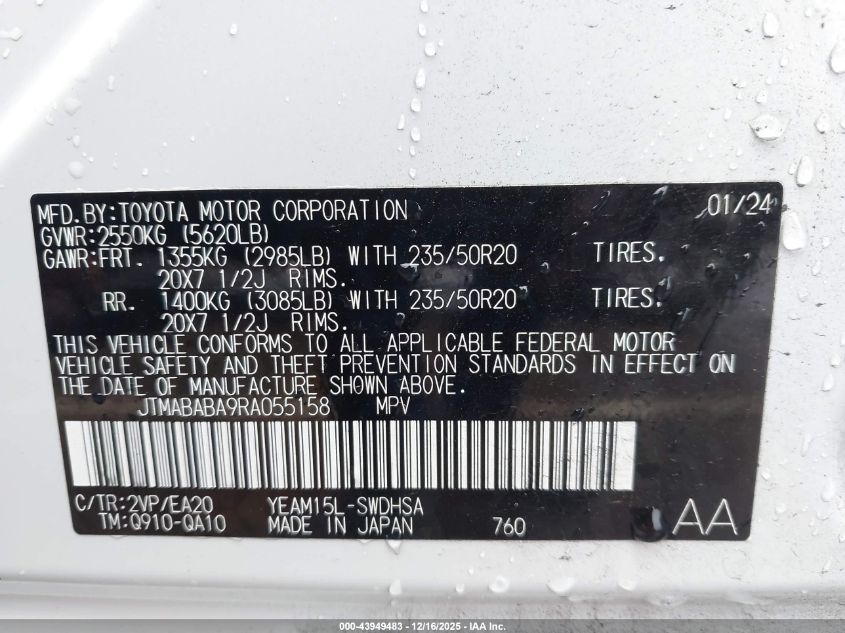 MFD.BY:TOYOTA MOTOR CORPORATION 01/24
GVWR:2550KG (5620LB)
GAWR:FRT. 1355KG (2985LB) WITH 235/50R20 TIRES.
20X7 1/2J RIMS.
RR. 1400KG (3085LB) WITH 235/50R20 TIRES.
20X7 1/2J RIMS.
THIS VEHICLE CONFORMS TO ALL APPLICABLE FEDERAL MOTOR
VEHICLE SAFETY AND THEFT PREVENTION STANDARDS IN EFFECT ON
THE DATE OF MANUFACTURE SHOWN ABOVE.
JTMABABA9RA055158 MPV
C/TR:2VP/EA20 YEAM15L-SWDHSA
TM:Q910-QA10 MADE IN JAPAN 760 AA
000-43949483 - 12/16/2025 - IAA Inc.